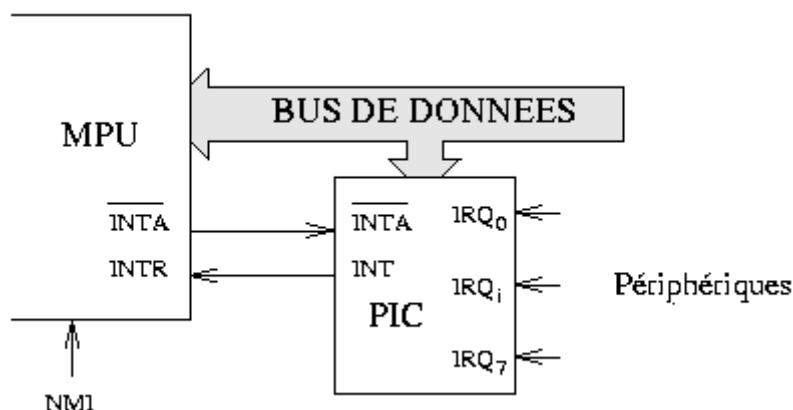 BUS DE DONNEES
MPU
INTA
INTR
INTA
INT
PIC
IRQ0
IRQi
IRQ7
Périphériques
NMI